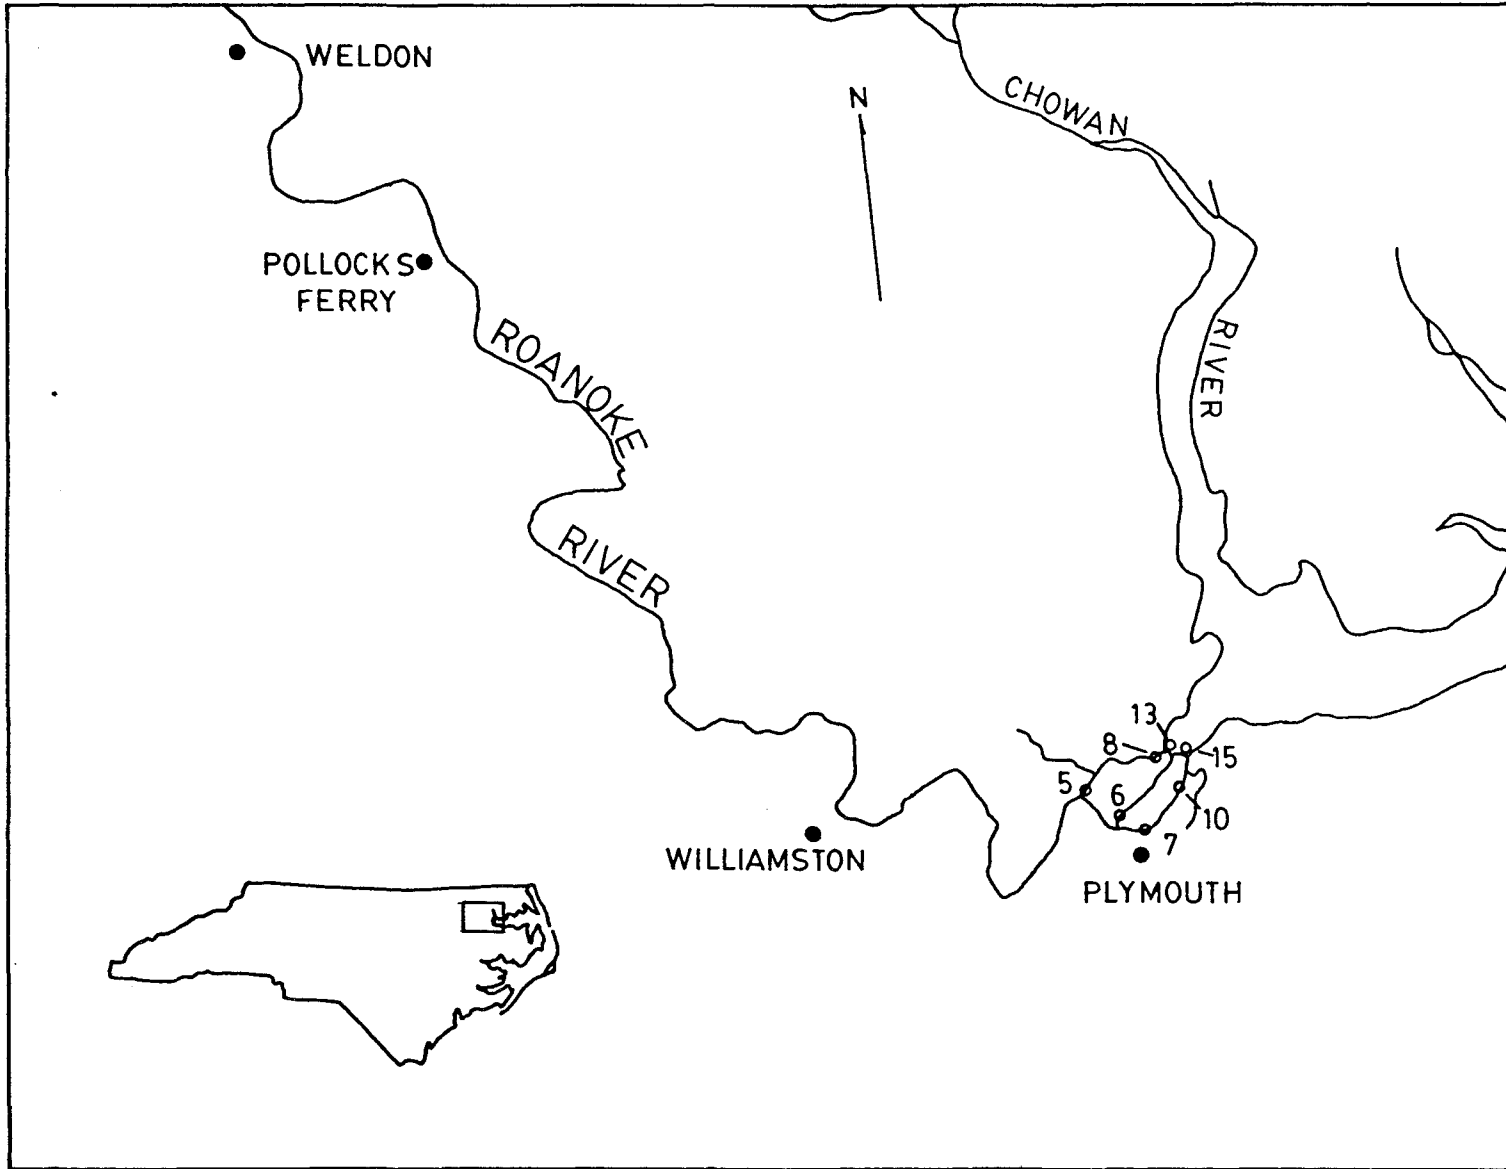 WELDON
N
CHOWAN
RIVER
POLLOCKS
FERRY
ROANOKE
RIVER
13
8
15
5
6
10
7
WILLIAMSTON
PLYMOUTH